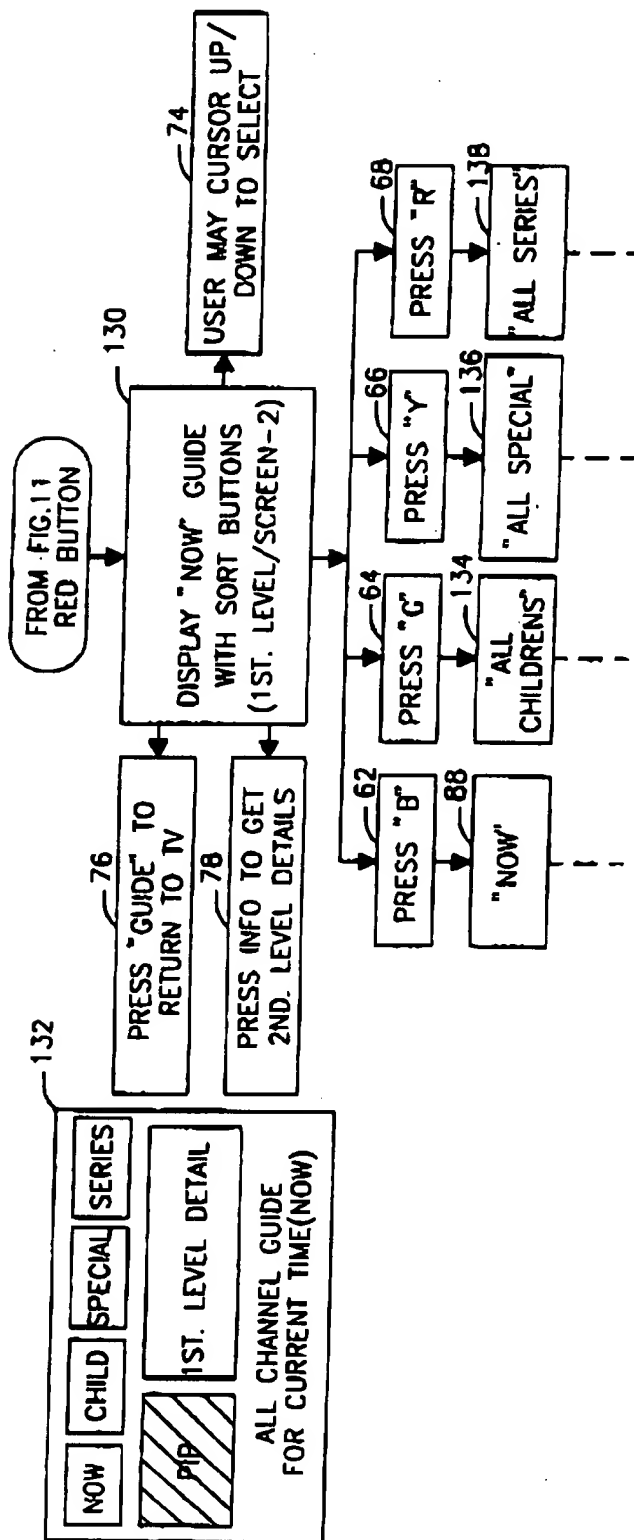 FROM FIG.11
RED BUTTON
130
DISPLAY "NOW" GUIDE
WITH SORT BUTTONS
(1ST. LEVEL/SCREEN-2)
74
USER MAY CURSOR UP/
DOWN TO SELECT
76
PRESS "GUIDE" TO
RETURN TO TV
78
PRESS INFO TO GET
2ND. LEVEL DETAILS
132
NOW
CHILD
SPECIAL
SERIES
PIP
1ST. LEVEL DETAIL
ALL CHANNEL GUIDE
FOR CURRENT TIME(NOW)
62
PRESS "B"
64
PRESS "G"
66
PRESS "Y"
68
PRESS "R"
88
"NOW"
134
"ALL
CHILDRENS"
136
"ALL SPECIAL"
138
"ALL SERIES"